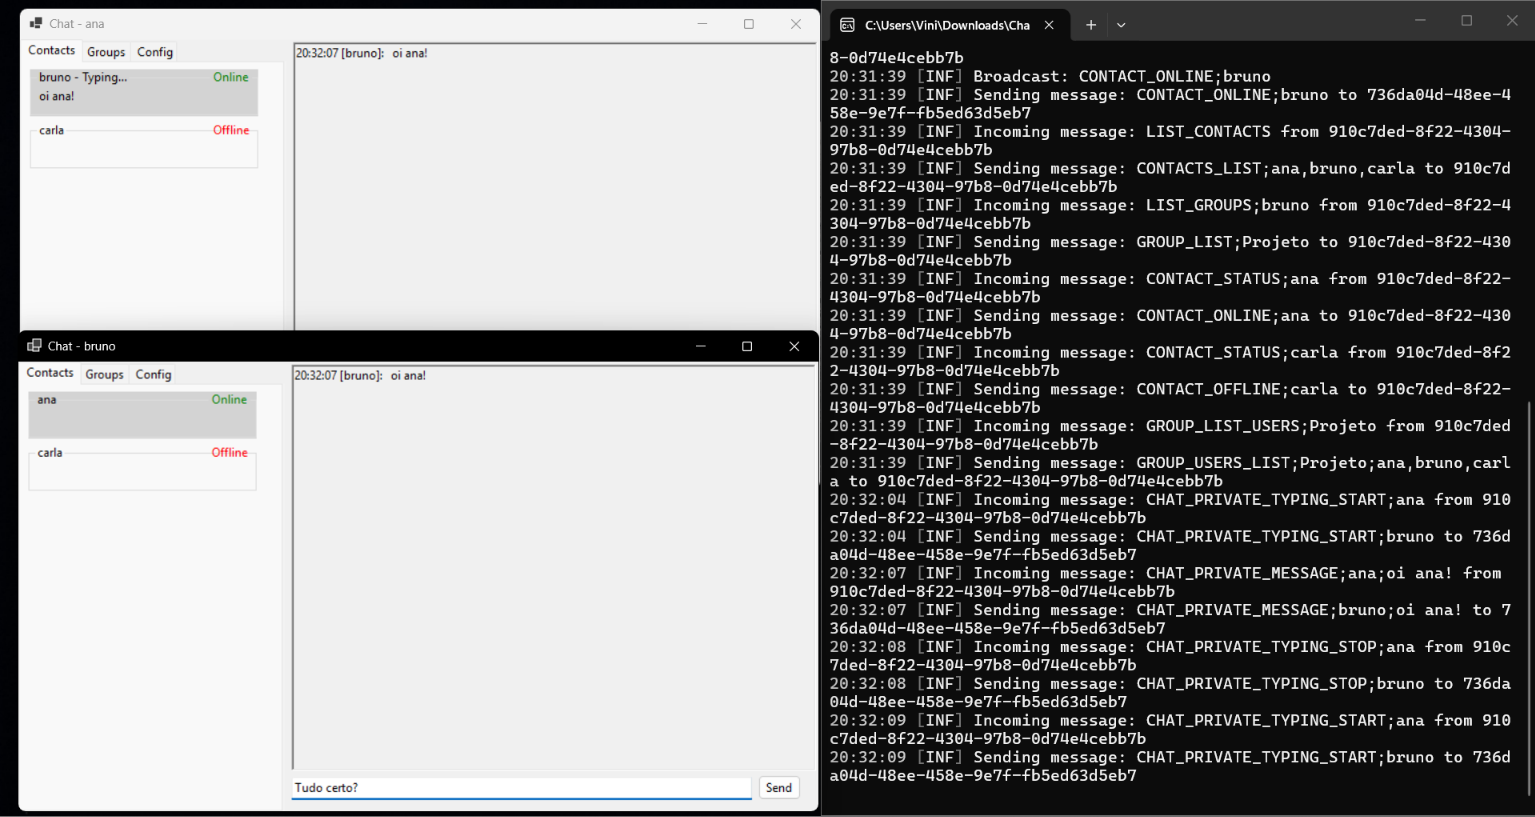 Chat - ana
Contacts Groups Config
bruno - Typing... Online
oi ana!
carla Offline
20:32:07 [bruno]: oi ana!
Chat - bruno
Contacts Groups Config
ana Online
carla Offline
20:32:07 [bruno]: oi ana!
Tudo certo? Send
C:\Users\Vini\Downloads\Cha
8-0d74e4cebb7b
20:31:39 [INF] Broadcast: CONTACT_ONLINE;bruno
20:31:39 [INF] Sending message: CONTACT_ONLINE;bruno to 736da04d-48ee-4
58e-9e7f-fb5ed63d5eb7
20:31:39 [INF] Incoming message: LIST_CONTACTS from 910c7ded-8f22-4304-
97b8-0d74e4cebb7b
20:31:39 [INF] Sending message: CONTACTS_LIST;ana,bruno,carla to 910c7d
ed-8f22-4304-97b8-0d74e4cebb7b
20:31:39 [INF] Incoming message: LIST_GROUPS;bruno from 910c7ded-8f22-4
304-97b8-0d74e4cebb7b
20:31:39 [INF] Sending message: GROUP_LIST;Projeto to 910c7ded-8f22-430
4-97b8-0d74e4cebb7b
20:31:39 [INF] Incoming message: CONTACT_STATUS;ana from 910c7ded-8f22-
4304-97b8-0d74e4cebb7b
20:31:39 [INF] Incoming message: CONTACT_ONLINE;ana to 910c7ded-8f22-430
4-97b8-0d74e4cebb7b
20:31:39 [INF] Incoming message: CONTACT_STATUS;carla from 910c7ded-8f2
2-4304-97b8-0d74e4cebb7b
20:31:39 [INF] Sending message: CONTACT_OFFLINE;carla to 910c7ded-8f22-
4304-97b8-0d74e4cebb7b
20:31:39 [INF] Incoming message: GROUP_LIST_USERS;Projeto from 910c7ded
-8f22-4304-97b8-0d74e4cebb7b
20:31:39 [INF] Sending message: GROUP_USERS_LIST;Projeto;ana,bruno,carl
a to 910c7ded-8f22-4304-97b8-0d74e4cebb7b
20:32:04 [INF] Incoming message: CHAT_PRIVATE_TYPING_START;ana from 910
c7ded-8f22-4304-97b8-0d74e4cebb7b
20:32:04 [INF] Sending message: CHAT_PRIVATE_TYPING_START;bruno to 736d
a04d-48ee-458e-9e7f-fb5ed63d5eb7
20:32:07 [INF] Incoming message: CHAT_PRIVATE_MESSAGE;ana;oi ana! from
910c7ded-8f22-4304-97b8-0d74e4cebb7b
20:32:07 [INF] Sending message: CHAT_PRIVATE_MESSAGE;bruno;oi ana! to 7
36da04d-48ee-458e-9e7f-fb5ed63d5eb7
20:32:08 [INF] Incoming message: CHAT_PRIVATE_TYPING_STOP;ana from 910c
7ded-8f22-4304-97b8-0d74e4cebb7b
20:32:08 [INF] Sending message: CHAT_PRIVATE_TYPING_STOP;bruno to 736da
04d-48ee-458e-9e7f-fb5ed63d5eb7
20:32:09 [INF] Incoming message: CHAT_PRIVATE_TYPING_START;ana from 910
c7ded-8f22-4304-97b8-0d74e4cebb7b
20:32:09 [INF] Sending message: CHAT_PRIVATE_TYPING_START;bruno to 736d
a04d-48ee-458e-9e7f-fb5ed63d5eb7